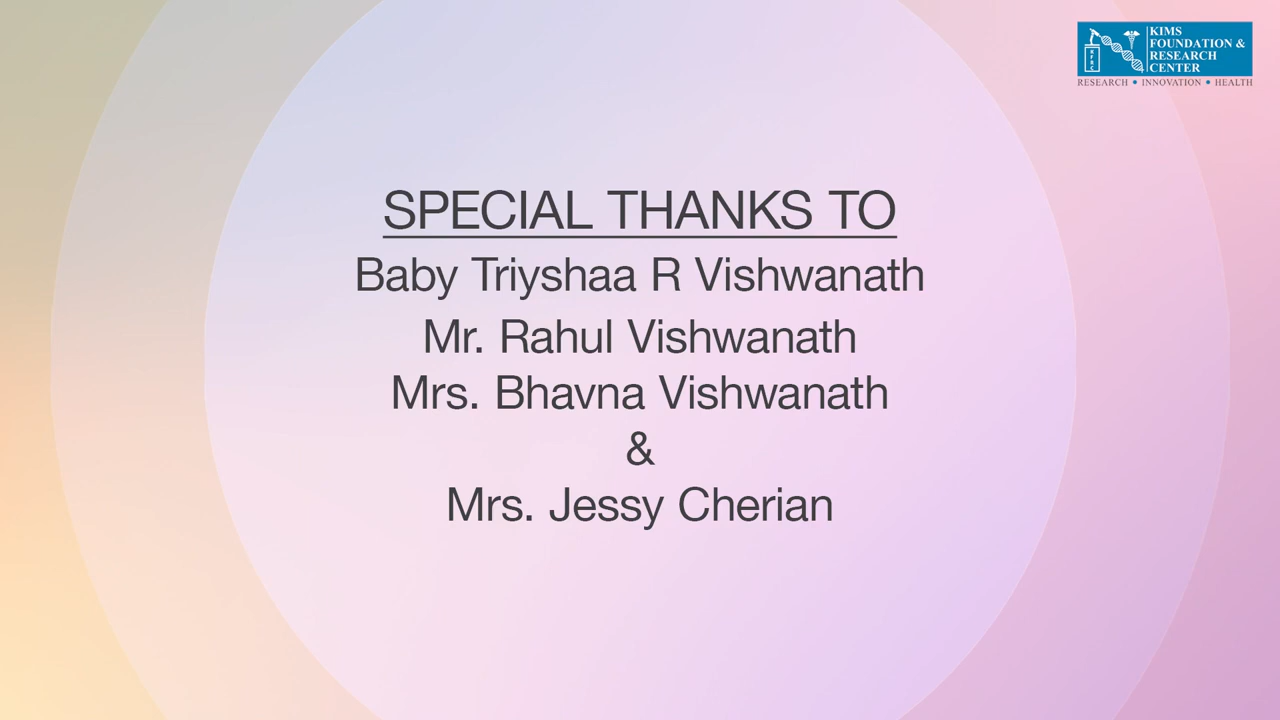 KIMS
FOUNDATION &
RESEARCH
CENTER
RESEARCH • INNOVATION • HEALTH
SPECIAL THANKS TO
Baby Triyshaa R Vishwanath
Mr. Rahul Vishwanath
Mrs. Bhavna Vishwanath
&
Mrs. Jessy Cherian